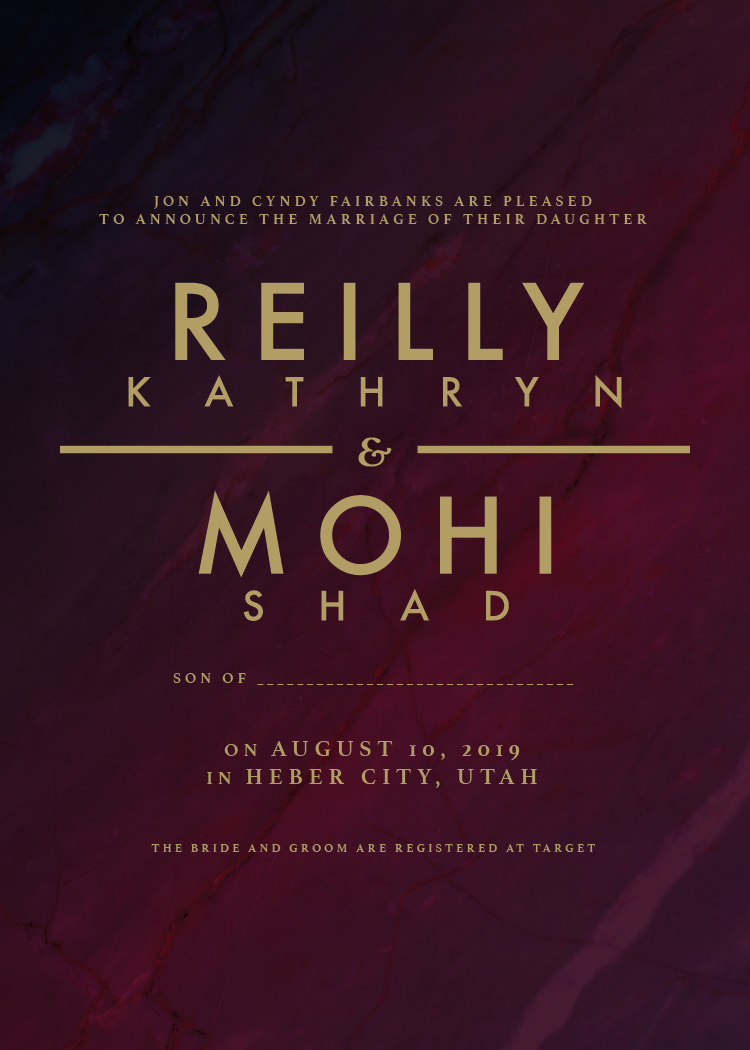 JON AND CYNDY FAIRBANKS ARE PLEASED
TO ANNOUNCE THE MARRIAGE OF THEIR DAUGHTER
REILLY
KATHRYN
&
MOHI
SHAD
SON OF ________________________________
ON AUGUST 10, 2019
IN HEBER CITY, UTAH
THE BRIDE AND GROOM ARE REGISTERED AT TARGET